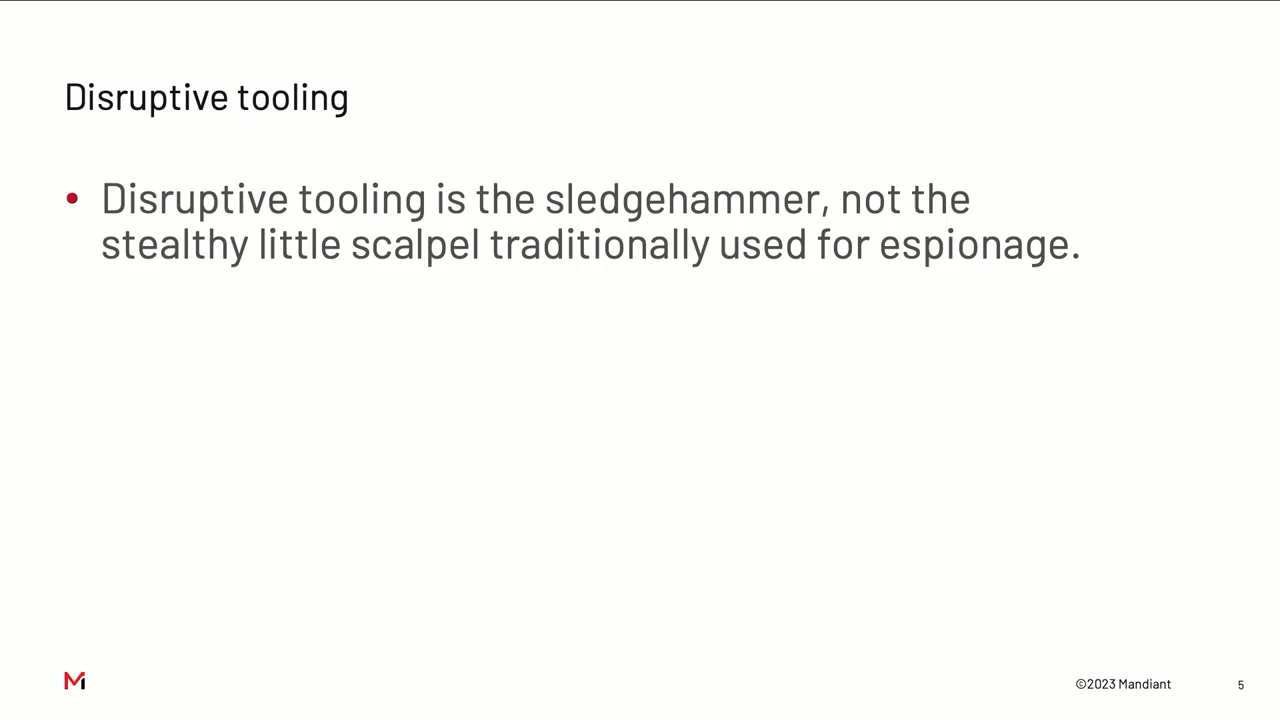 Disruptive tooling
• Disruptive tooling is the sledgehammer, not the
stealthy little scalpel traditionally used for espionage.
©2023 Mandiant
5